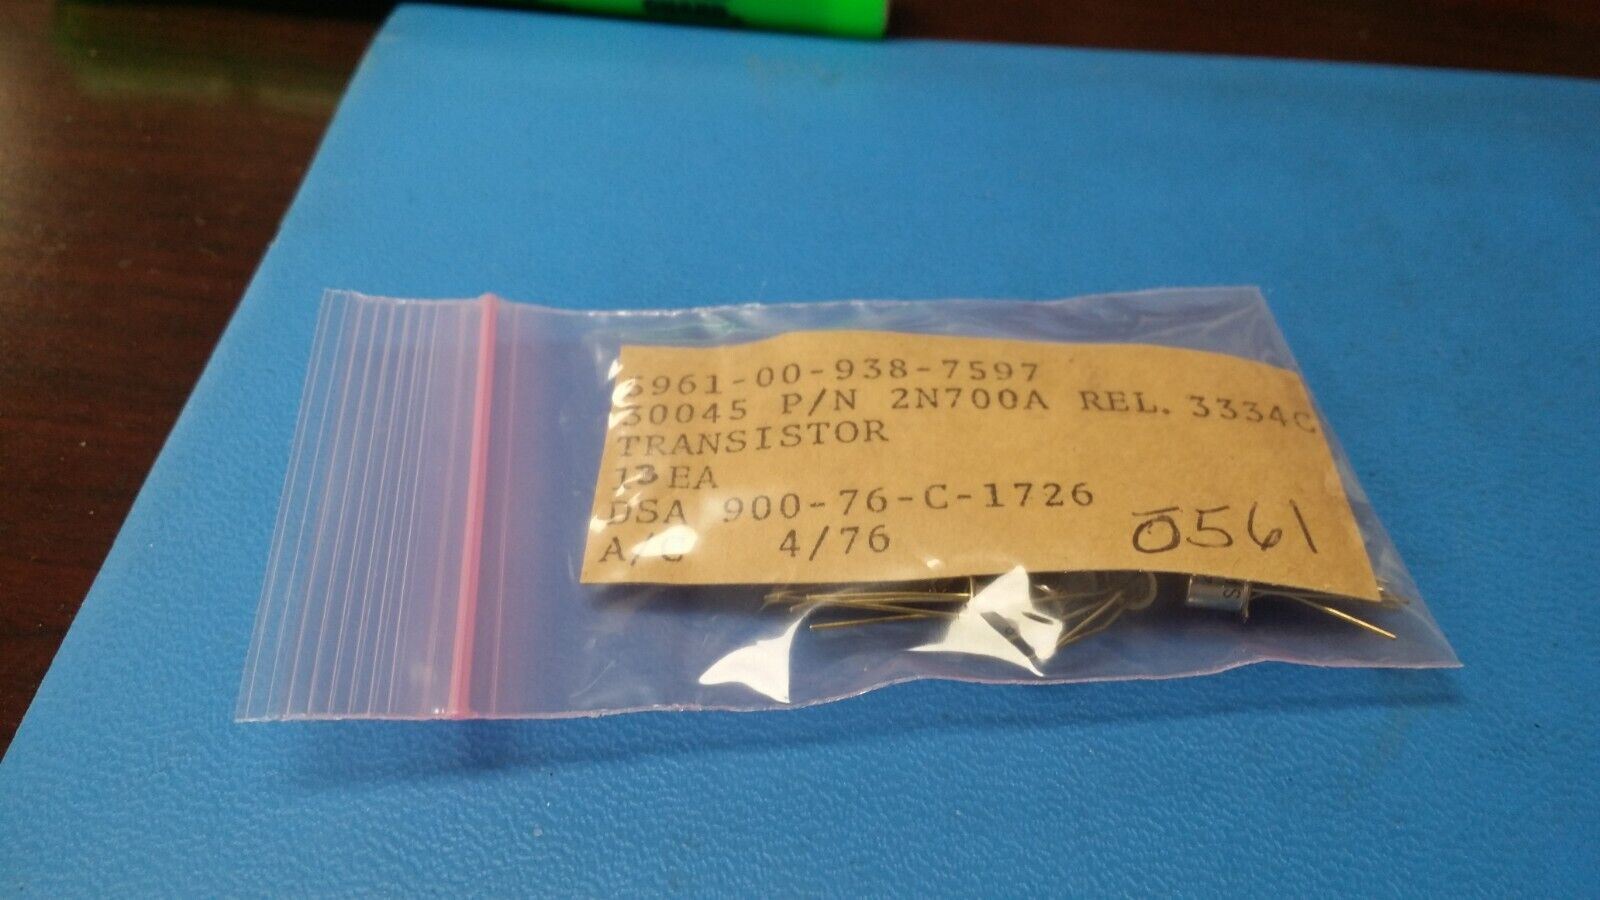 5961-00-938-7597
30045 P/N 2N700A REL. 3334C
TRANSISTOR
13 EA
DSA 900-76-C-1726
A/C 4/76
0561